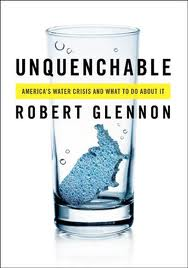 UNQUENCHABLE
AMERICA'S WATER CRISIS AND WHAT TO DO ABOUT IT
ROBERT GLENNON